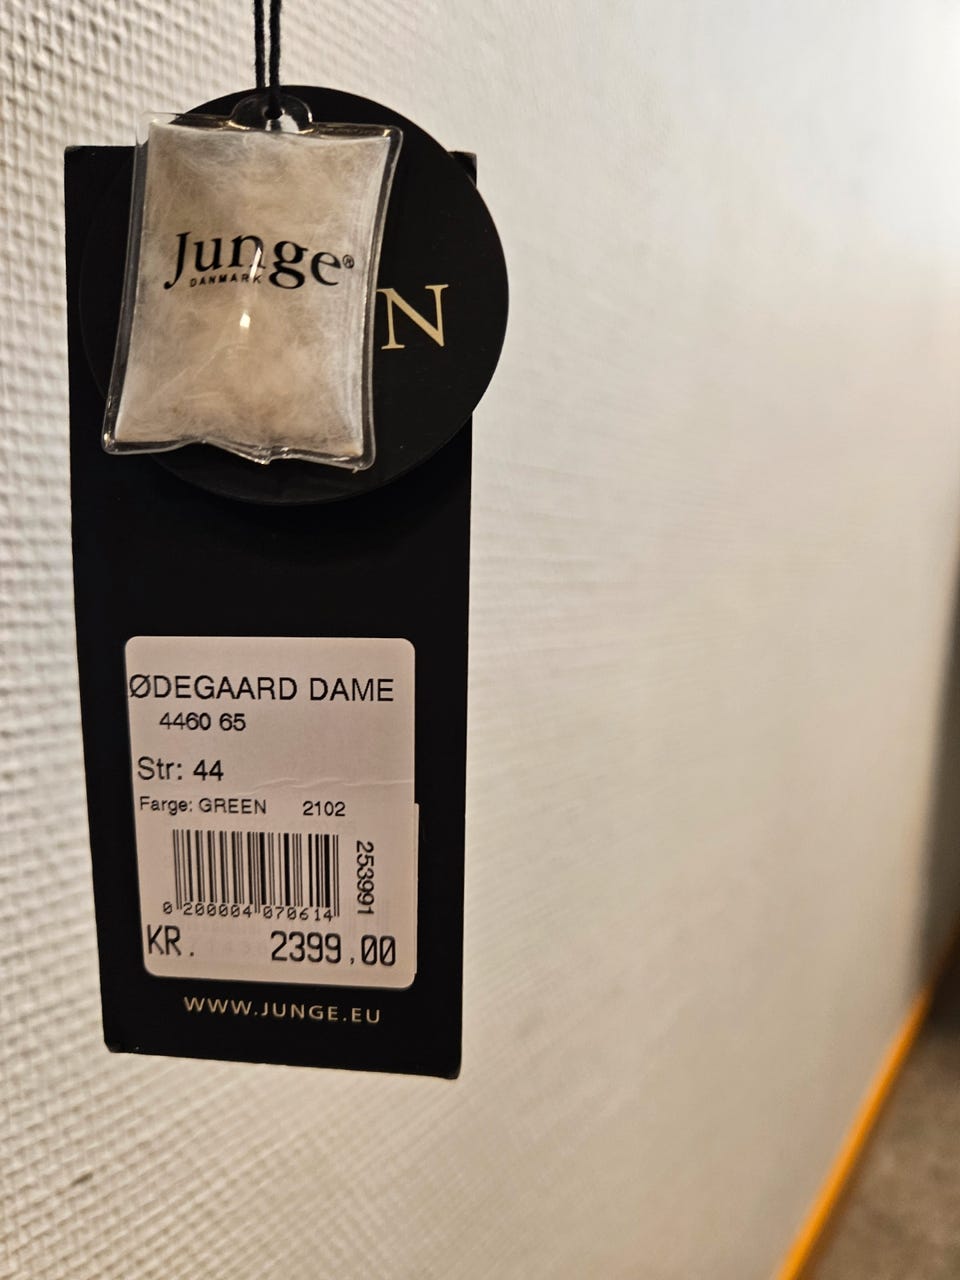 Junge®
DANMARK
N
ØDEGAARD DAME
4460 65
Str: 44
Farge: GREEN 2102
253991
0 200004 070614
KR. 2399,00
WWW.JUNGE.EU